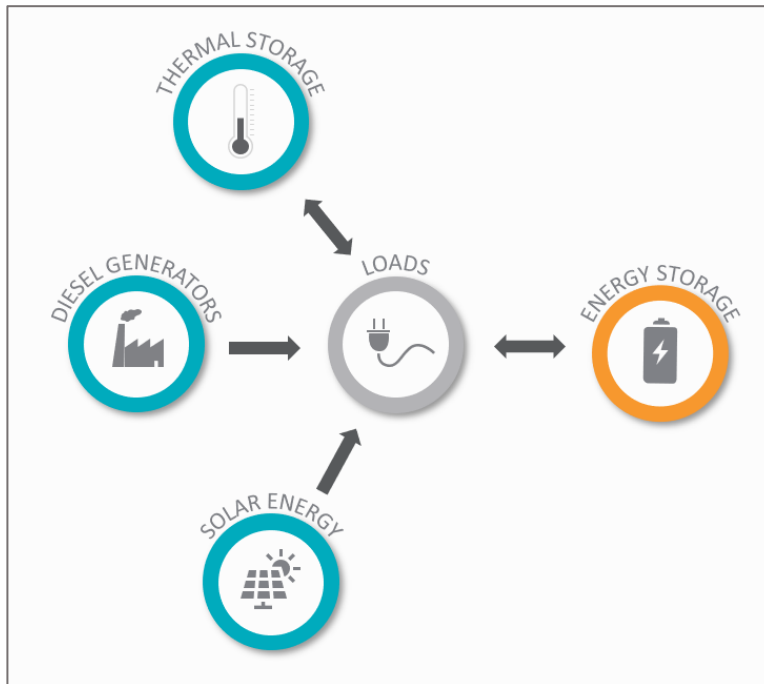 THERMAL STORAGE
DIESEL GENERATORS
LOADS
ENERGY STORAGE
SOLAR ENERGY